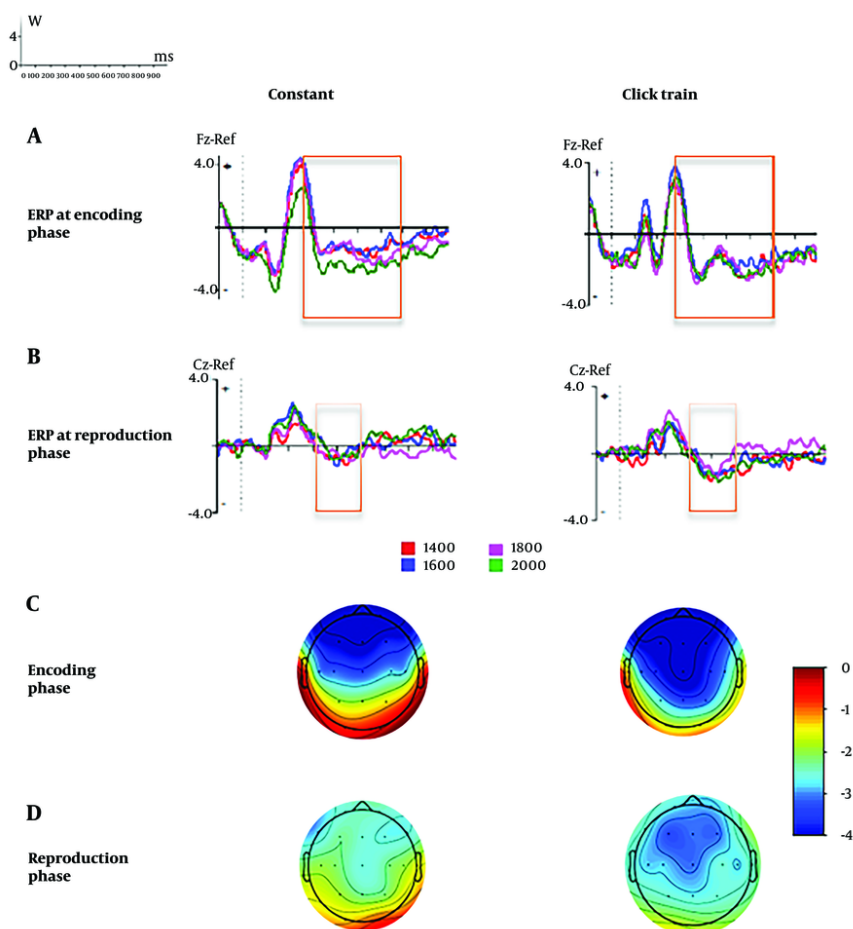 W
4
0
ms
0 100 200 300 400 500 600 700 800 900
Constant
Click train
A
Fz-Ref
4.0
-4.0
Fz-Ref
4.0
-4.0
ERP at encoding
phase
B
Cz-Ref
4.0
-4.0
Cz-Ref
4.0
-4.0
ERP at reproduction
phase
1400
1800
1600
2000
C
Encoding
phase
0
-1
-2
-3
-4
D
Reproduction
phase